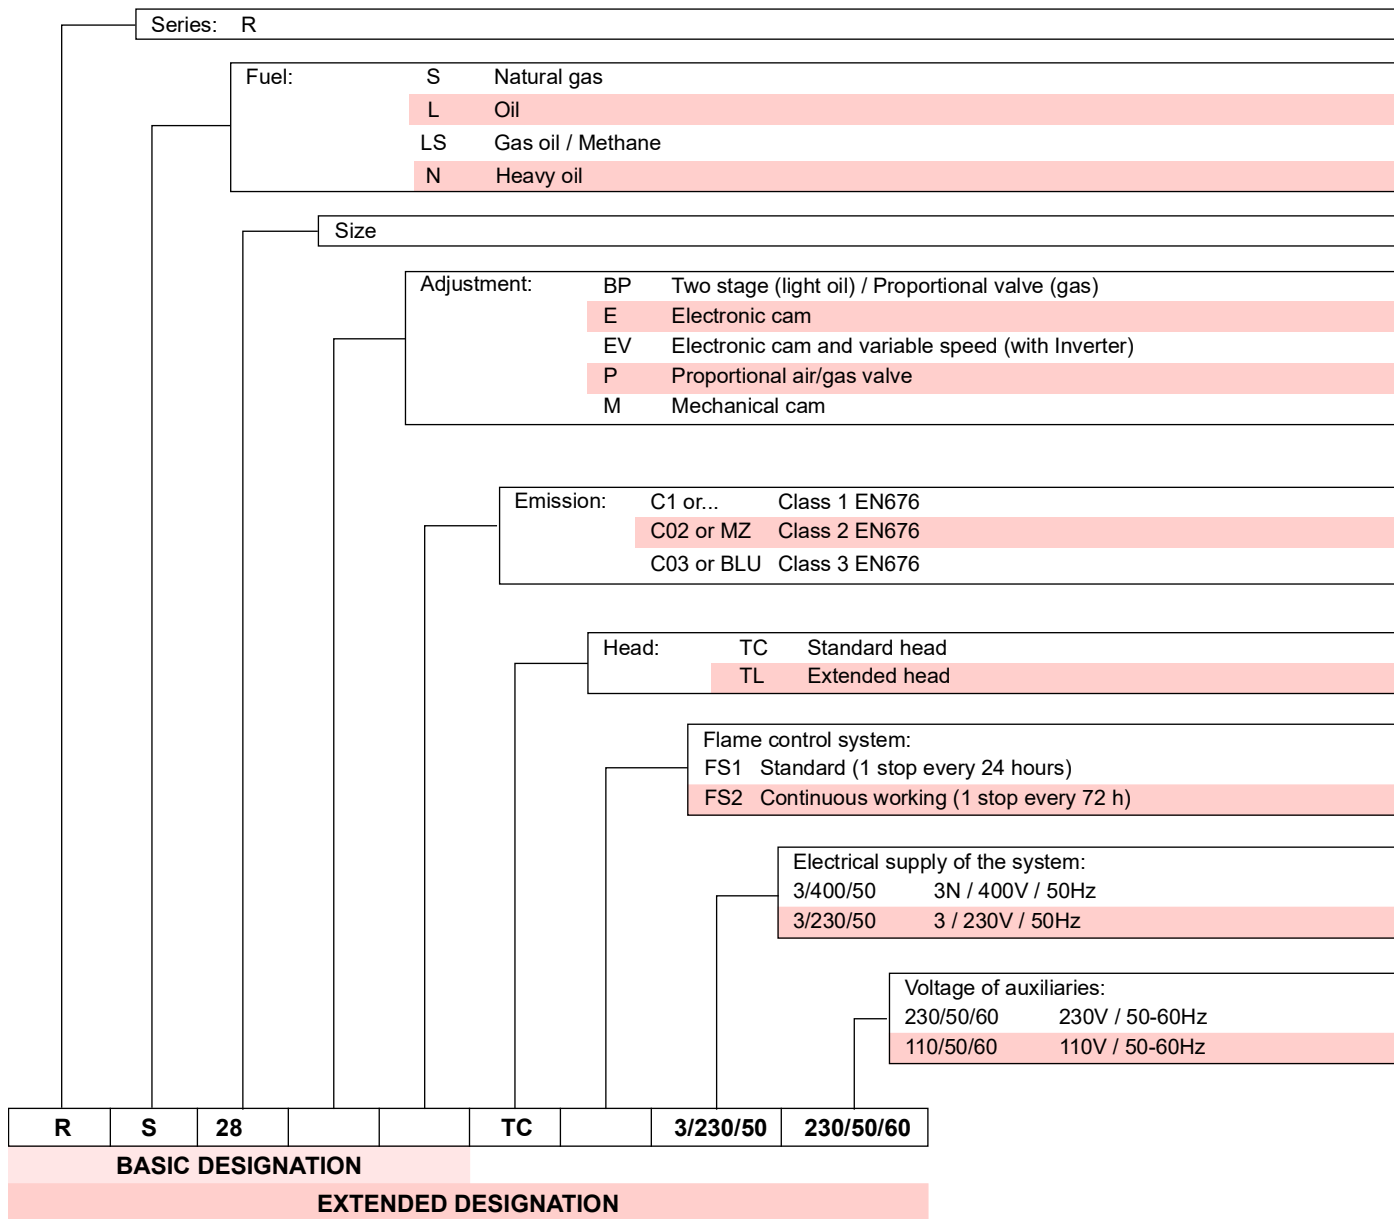 Series: R
Fuel: S Natural gas
L Oil
LS Gas oil / Methane
N Heavy oil
Size
Adjustment: BP Two stage (light oil) / Proportional valve (gas)
E Electronic cam
EV Electronic cam and variable speed (with Inverter)
P Proportional air/gas valve
M Mechanical cam
Emission: C1 or... Class 1 EN676
C02 or MZ Class 2 EN676
C03 or BLU Class 3 EN676
Head: TC Standard head
TL Extended head
Flame control system:
FS1 Standard (1 stop every 24 hours)
FS2 Continuous working (1 stop every 72 h)
Electrical supply of the system:
3/400/50 3N / 400V / 50Hz
3/230/50 3 / 230V / 50Hz
Voltage of auxiliaries:
230/50/60 230V / 50-60Hz
110/50/60 110V / 50-60Hz
R S 28 TC 3/230/50 230/50/60
BASIC DESIGNATION
EXTENDED DESIGNATION